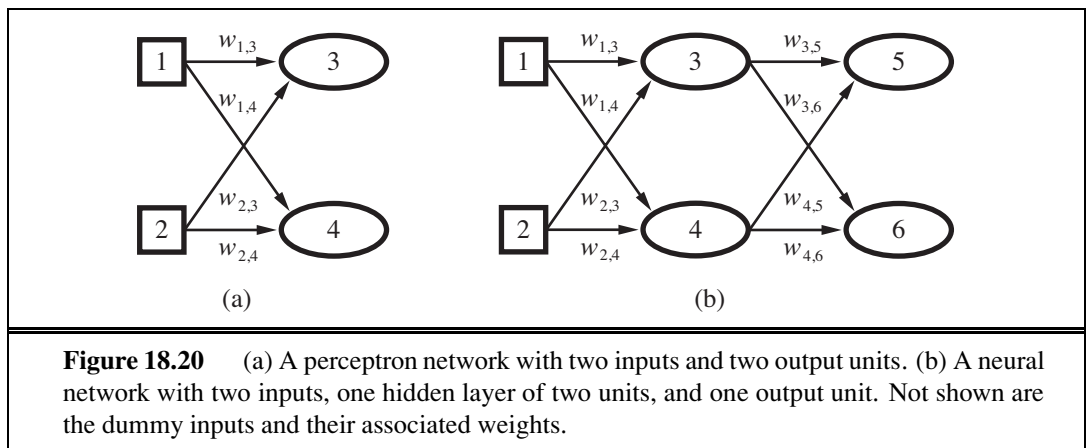 1 w1,3 3
w1,4
2 w2,3 4
w2,4
(a)
1 w1,3 3 w3,5 5
w1,4 w3,6
2 w2,3 4 w4,5 6
w2,4 w4,6
(b)
Figure 18.20 (a) A perceptron network with two inputs and two output units. (b) A neural
network with two inputs, one hidden layer of two units, and one output unit. Not shown are
the dummy inputs and their associated weights.